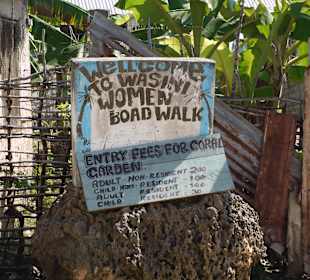 WELCOME
TO WASINI
WOMEN
BOAD WALK
ENTRY FEES FOR CORAL
GARDEN
ADULT NON-RESIDENT 200
CHILD NON-RESIDENT - 100
ADULT RESIDENT - 100
CHILD RESIDENT - 50